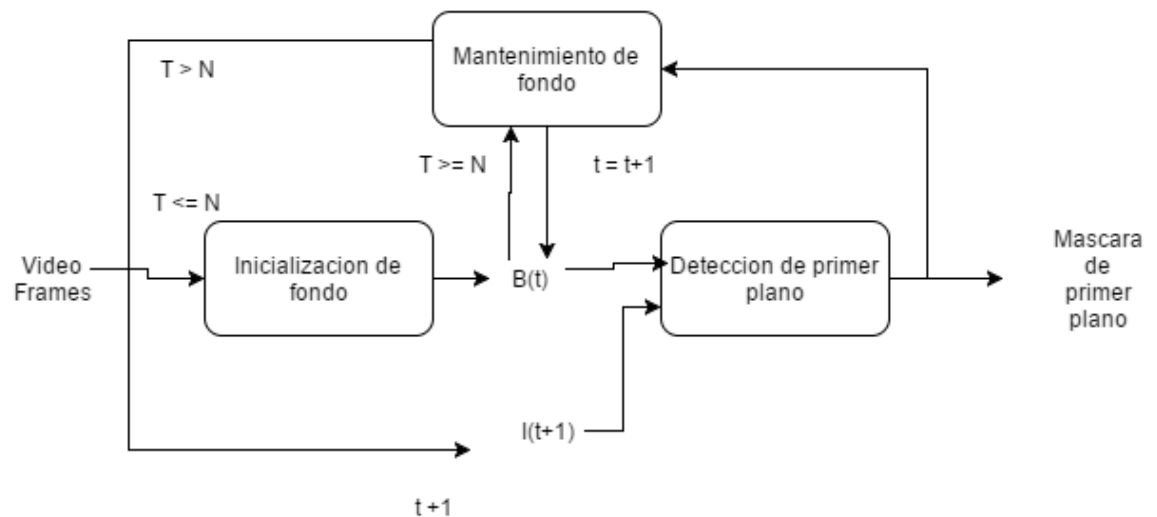 Mantenimiento de
fondo
T > N
T >= N
t = t+1
T <= N
Video
Frames
Inicializacion de
fondo
B(t)
Deteccion de primer
plano
Mascara
de
primer
plano
I(t+1)
t +1